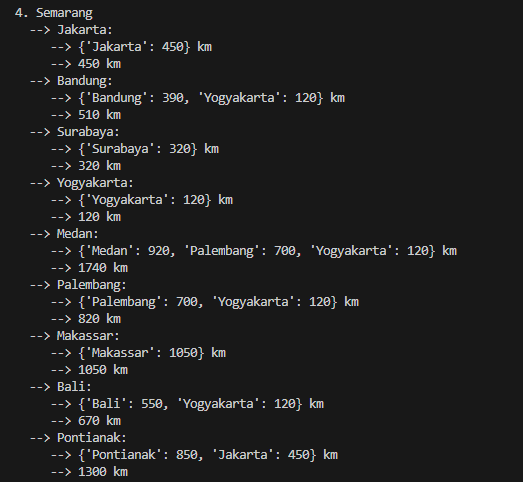 4. Semarang
--> Jakarta:
--> {'Jakarta': 450} km
--> 450 km
--> Bandung:
--> {'Bandung': 390, 'Yogyakarta': 120} km
--> 510 km
--> Surabaya:
--> {'Surabaya': 320} km
--> 320 km
--> Yogyakarta:
--> {'Yogyakarta': 120} km
--> 120 km
--> Medan:
--> {'Medan': 920, 'Palembang': 700, 'Yogyakarta': 120} km
--> 1740 km
--> Palembang:
--> {'Palembang': 700, 'Yogyakarta': 120} km
--> 820 km
--> Makassar:
--> {'Makassar': 1050} km
--> 1050 km
--> Bali:
--> {'Bali': 550, 'Yogyakarta': 120} km
--> 670 km
--> Pontianak:
--> {'Pontianak': 850, 'Jakarta': 450} km
--> 1300 km